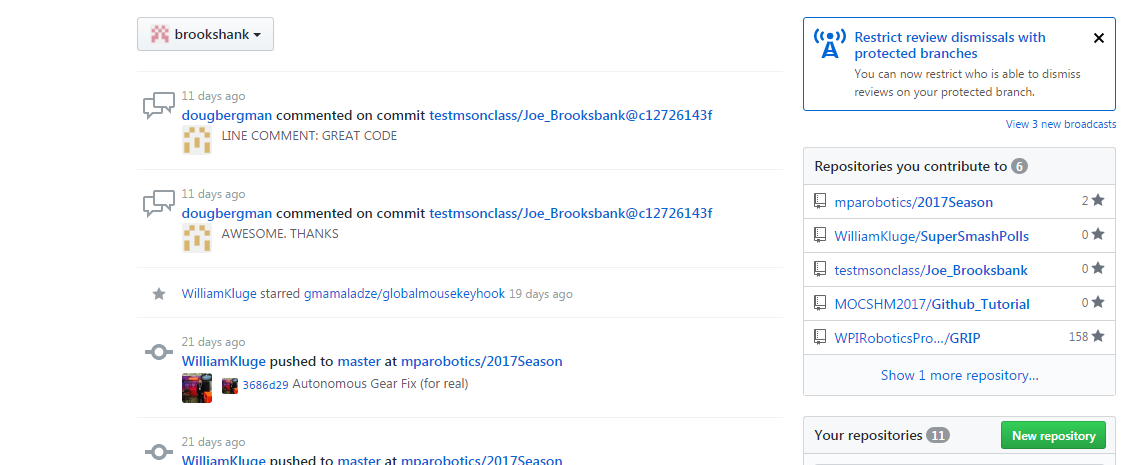 brookshank
11 days ago
dougbergman commented on commit testmsonclass/Joe_Brooksbank@c12726143f
LINE COMMENT: GREAT CODE
11 days ago
dougbergman commented on commit testmsonclass/Joe_Brooksbank@c12726143f
AWESOME. THANKS
WilliamKluge starred gmamaladze/globalmousekeyhook 19 days ago
21 days ago
WilliamKluge pushed to master at mparobotics/2017Season
3686d29 Autonomous Gear Fix (for real)
21 days ago
WilliamKluge pushed to master at mparobotics/2017Season
Restrict review dismissals with
protected branches
You can now restrict who is able to dismiss
reviews on your protected branch.
View 3 new broadcasts
Repositories you contribute to 6
mparobotics/2017Season 2
WilliamKluge/SuperSmashPolls 0
testmsonclass/Joe_Brooksbank 0
MOCSHM2017/Github_Tutorial 0
WPIRoboticsPro…/GRIP 158
Show 1 more repository…
Your repositories 11
New repository